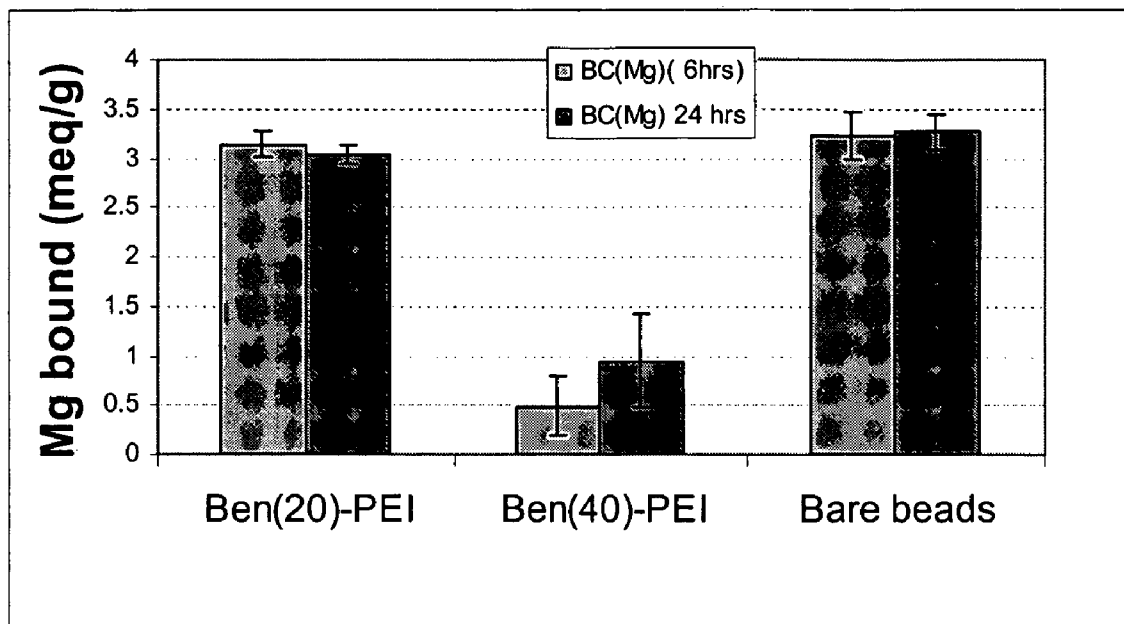 Mg bound (meq/g)
4
3.5
3
2.5
2
1.5
1
0.5
0
BC(Mg)( 6hrs)
BC(Mg) 24 hrs
Ben(20)-PEI
Ben(40)-PEI
Bare beads